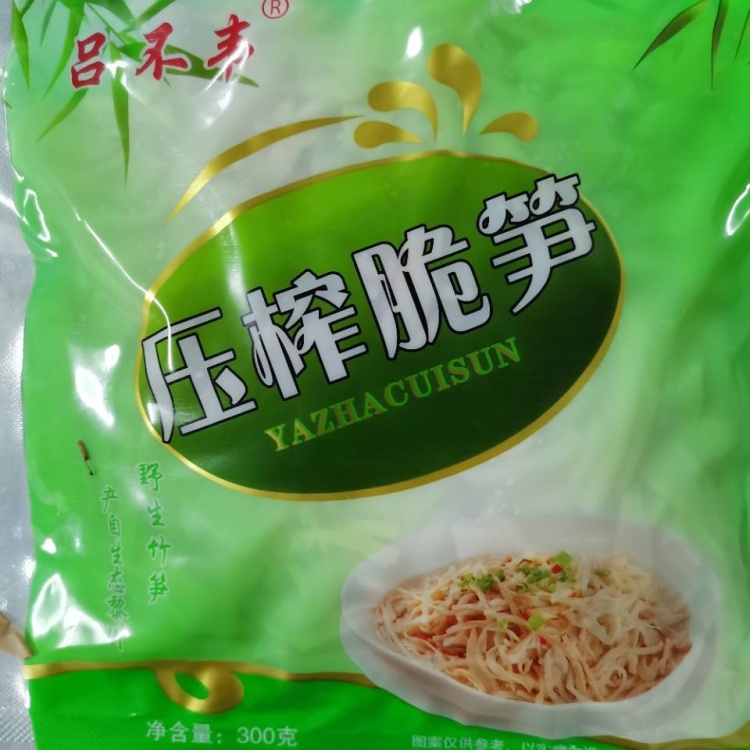 吕不韦®
压榨脆笋
YAZHACUISUN
野生竹笋
产自生态黎
净含量：300克
图案仅供参考